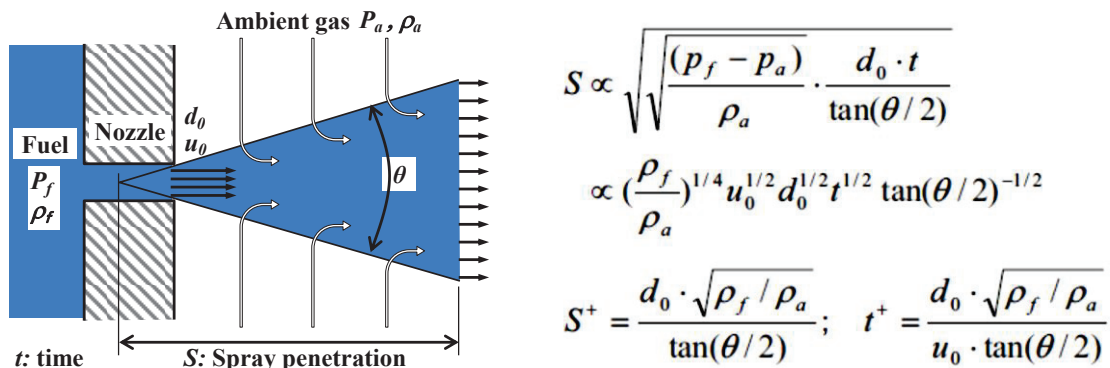 Ambient gas P_a , ρ_a
Nozzle
d_0
u_0
Fuel
P_f
ρ_f
θ
t: time
S: Spray penetration
S ∝ √(√((p_f − p_a) / ρ_a) · (d_0 · t) / tan(θ / 2))
∝ (ρ_f / ρ_a)^{1/4} u_0^{1/2} d_0^{1/2} t^{1/2} tan(θ / 2)^{−1/2}
S^+ = (d_0 · √(ρ_f / ρ_a)) / tan(θ / 2) ; t^+ = (d_0 · √(ρ_f / ρ_a)) / (u_0 · tan(θ / 2))